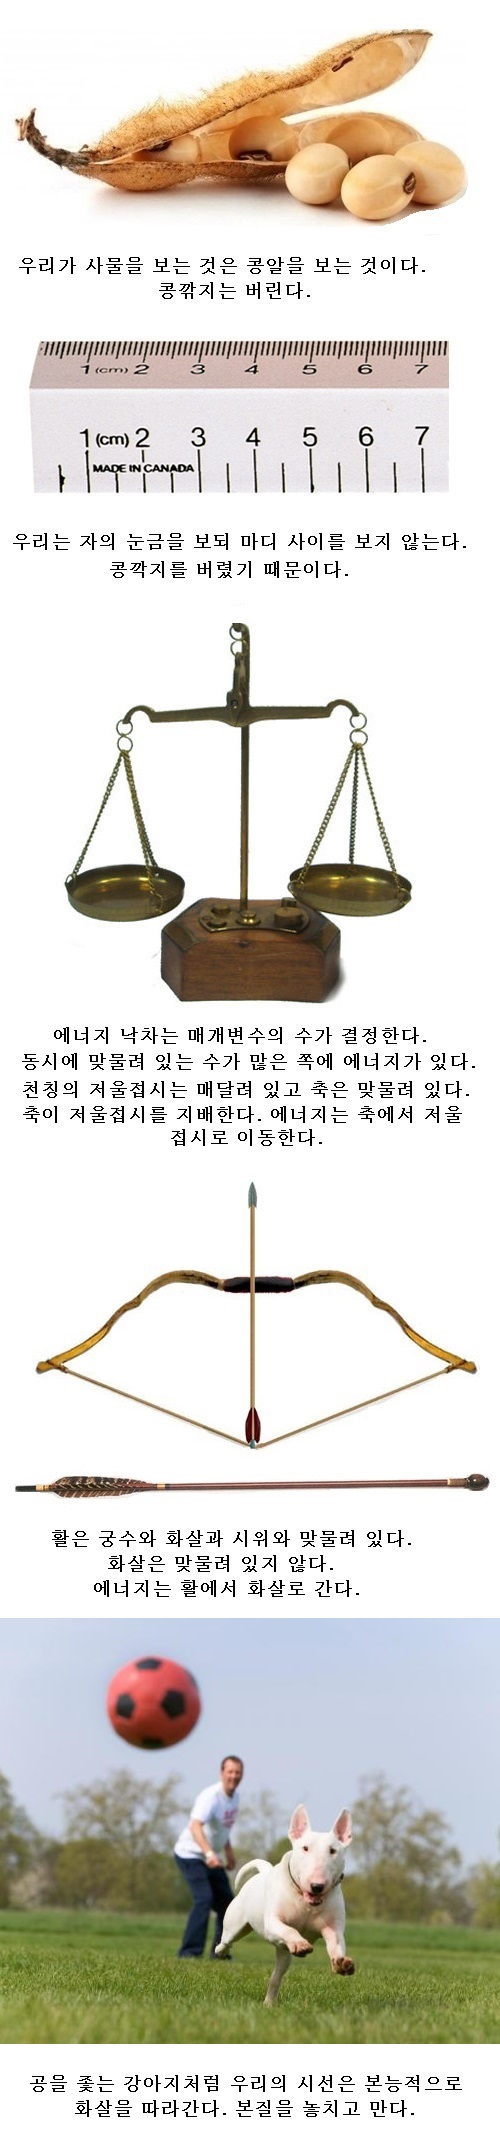 우리가 사물을 보는 것은 콩알을 보는 것이다.
콩깎지는 버린다.
1 (cm) 2 3 4 5 6 7
1 (cm) 2 3 4 5 6 7
MADE IN CANADA
우리는 자의 눈금을 보되 마디 사이를 보지 않는다.
콩깍지를 버렸기 때문이다.
에너지 낙차는 매개변수의 수가 결정한다.
동시에 맞물려 있는 수가 많은 쪽에 에너지가 있다.
천칭의 저울접시는 매달려 있고 축은 맞물려 있다.
축이 저울접시를 지배한다. 에너지는 축에서 저울
접시로 이동한다.
활은 궁수와 화살과 시위와 맞물려 있다.
화살은 맞물려 있지 않다.
에너지는 활에서 화살로 간다.
공을 좇는 강아지처럼 우리의 시선은 본능적으로
화살을 따라간다. 본질을 놓치고 만다.